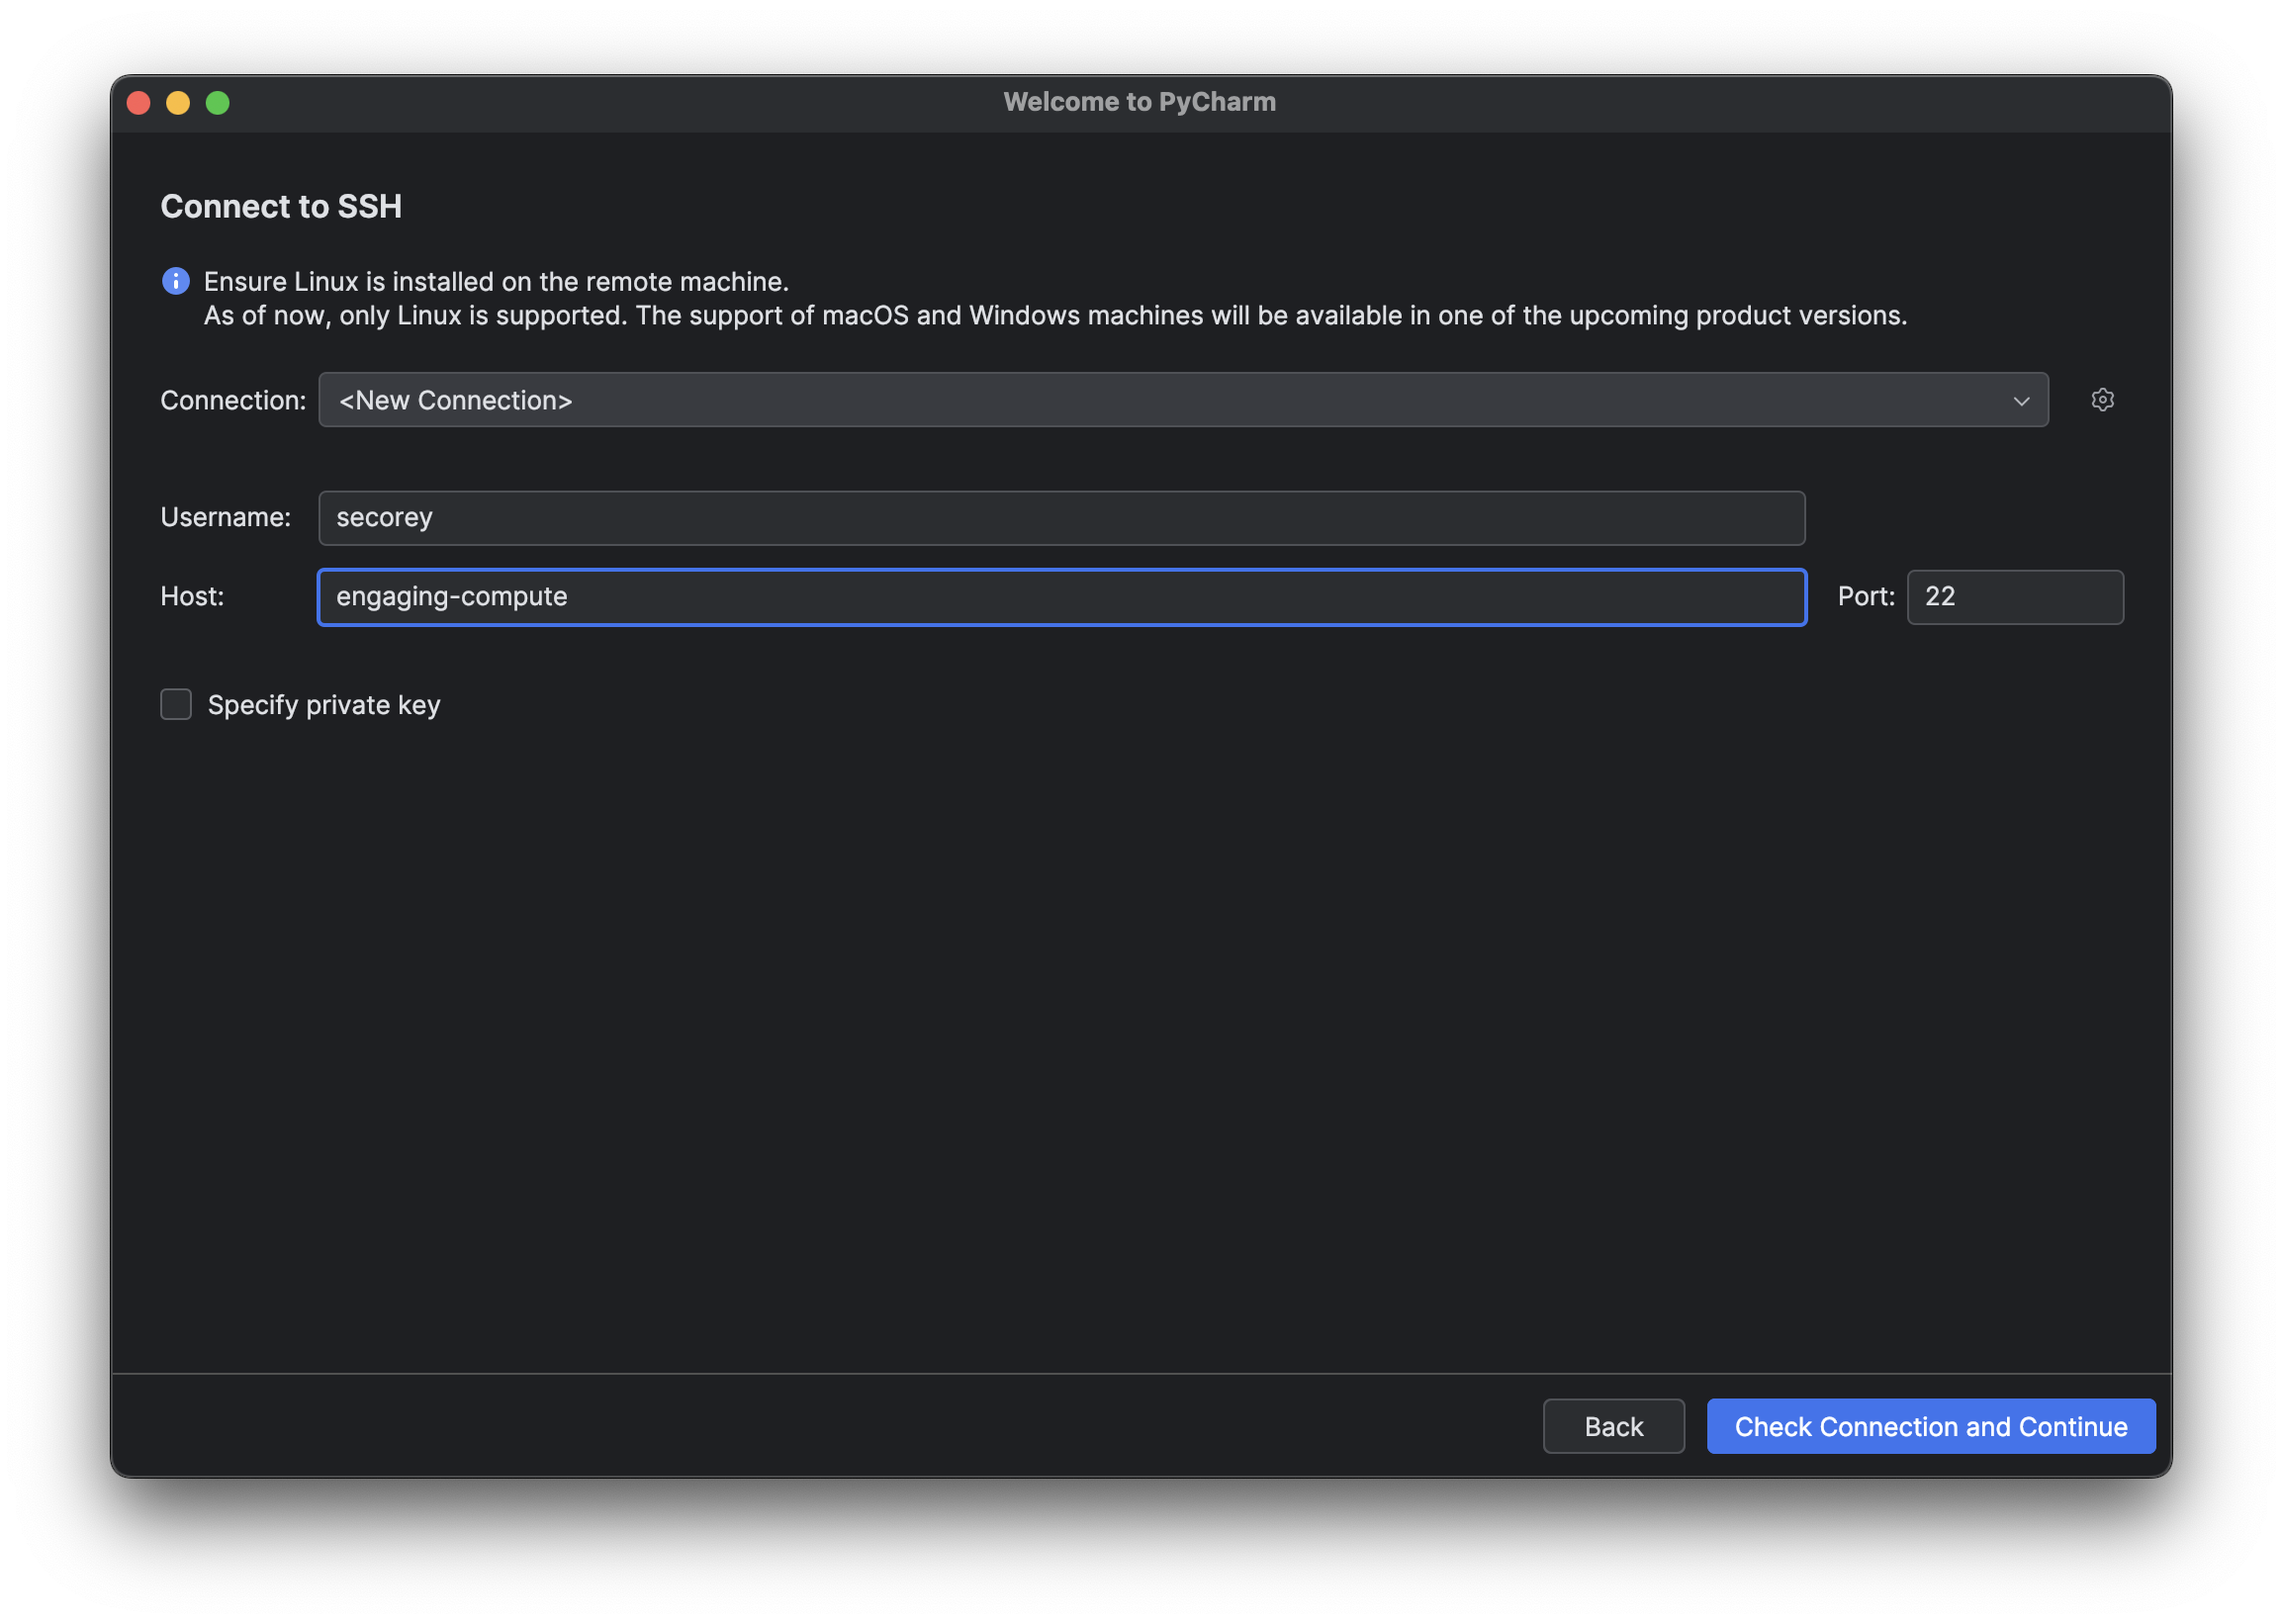 Welcome to PyCharm
Connect to SSH
Ensure Linux is installed on the remote machine.
As of now, only Linux is supported. The support of macOS and Windows machines will be available in one of the upcoming product versions.
Connection: <New Connection>
Username: secorey
Host: engaging-compute Port: 22
Specify private key
Back Check Connection and Continue